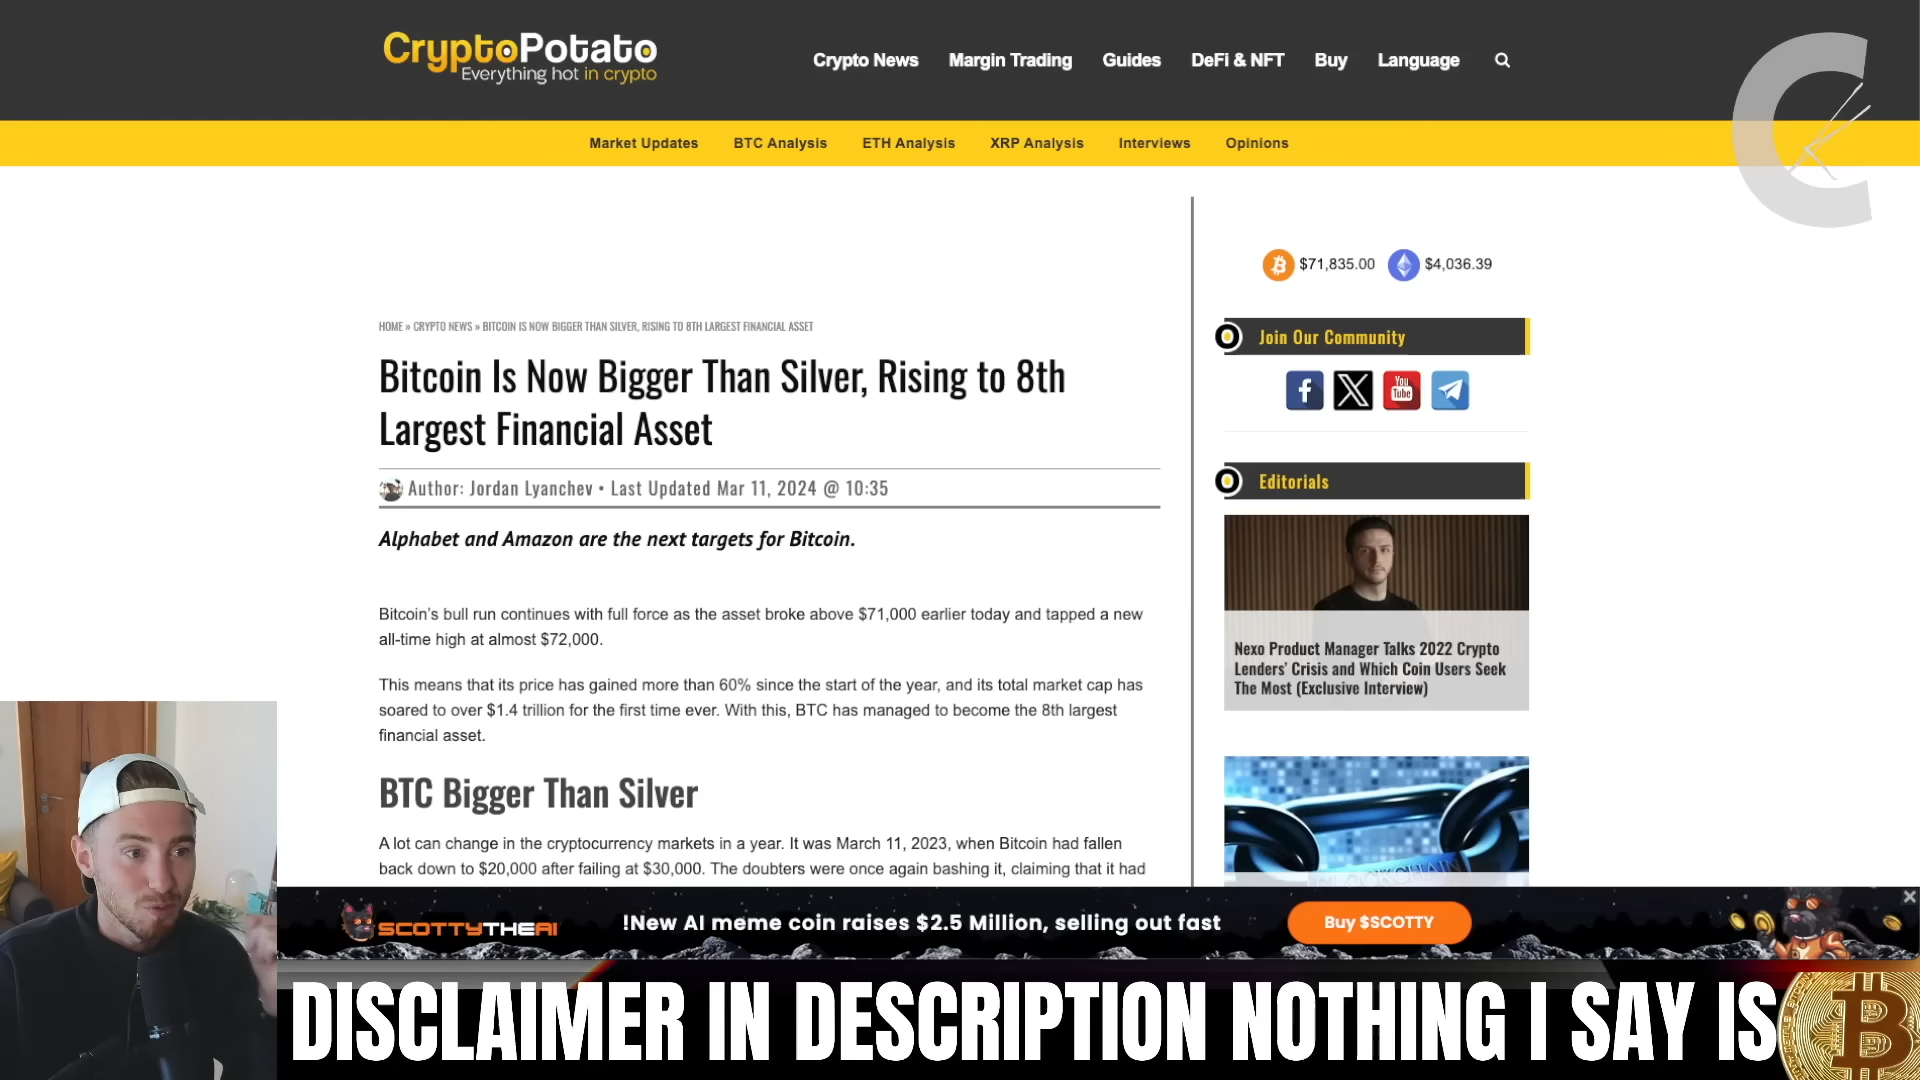 CryptoPotato
Everything hot in crypto
Crypto News Margin Trading Guides DeFi & NFT Buy Language
Market Updates BTC Analysis ETH Analysis XRP Analysis Interviews Opinions
$71,835.00 $4,036.39
HOME » CRYPTO NEWS » BITCOIN IS NOW BIGGER THAN SILVER, RISING TO 8TH LARGEST FINANCIAL ASSET
Bitcoin Is Now Bigger Than Silver, Rising to 8th
Largest Financial Asset
Author: Jordan Lyanchev • Last Updated Mar 11, 2024 @ 10:35
Alphabet and Amazon are the next targets for Bitcoin.
Bitcoin’s bull run continues with full force as the asset broke above $71,000 earlier today and tapped a new
all-time high at almost $72,000.
This means that its price has gained more than 60% since the start of the year, and its total market cap has
soared to over $1.4 trillion for the first time ever. With this, BTC has managed to become the 8th largest
financial asset.
BTC Bigger Than Silver
A lot can change in the cryptocurrency markets in a year. It was March 11, 2023, when Bitcoin had fallen
back down to $20,000 after failing at $30,000. The doubters were once again bashing it, claiming that it had
Join Our Community
You
Tube
Editorials
Nexo Product Manager Talks 2022 Crypto
Lenders’ Crisis and Which Coin Users Seek
The Most (Exclusive Interview)
SCOTTYTHEAI
!New AI meme coin raises $2.5 Million, selling out fast
Buy $SCOTTY
DISCLAIMER IN DESCRIPTION NOTHING I SAY IS